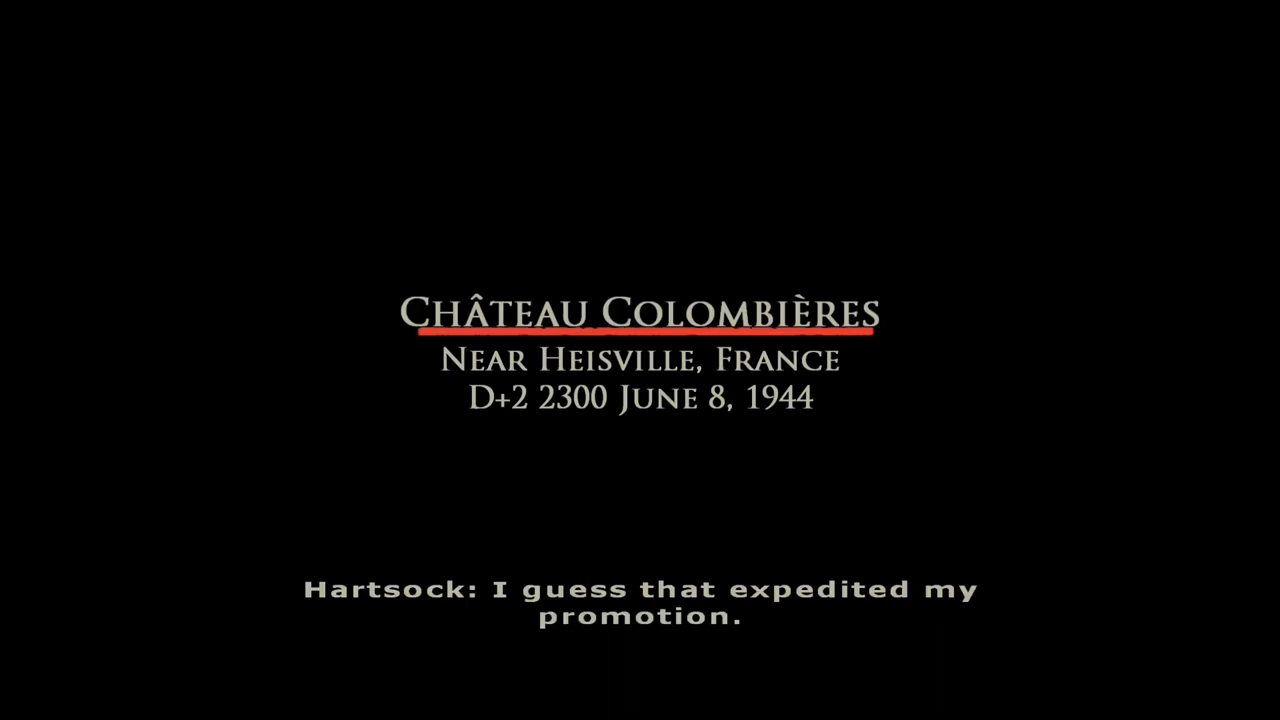 Château Colombières
Near Heisville, France
D+2 2300 June 8, 1944
Hartsock: I guess that expedited my
promotion.